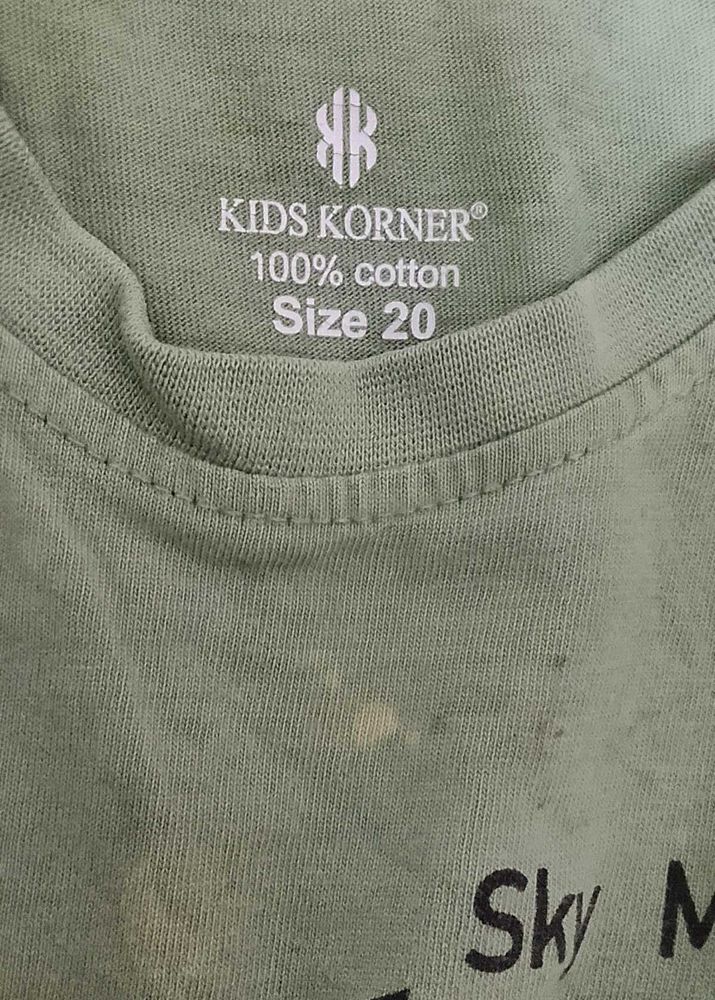 KIDS KORNER®
100% cotton
Size 20
Sky M